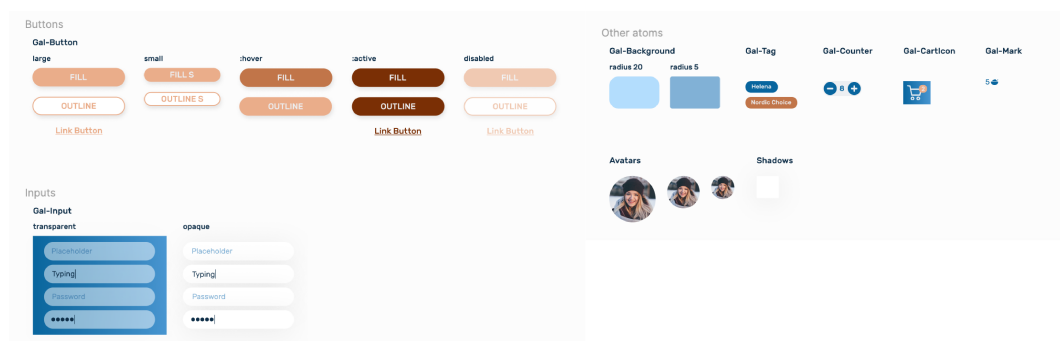 Buttons
Gal-Button
large
small
:hover
:active
disabled
FILL
FILL S
FILL
FILL
FILL
OUTLINE
OUTLINE S
OUTLINE
OUTLINE
OUTLINE
Link Button
Link Button
Link Button
Inputs
Gal-Input
transparent
opaque
Placeholder
Placeholder
Typing
Typing
Password
Password
Other atoms
Gal-Background
Gal-Tag
Gal-Counter
Gal-CartIcon
Gal-Mark
radius 20
radius 5
Helena
Nordic Choice
8
5
Avatars
Shadows